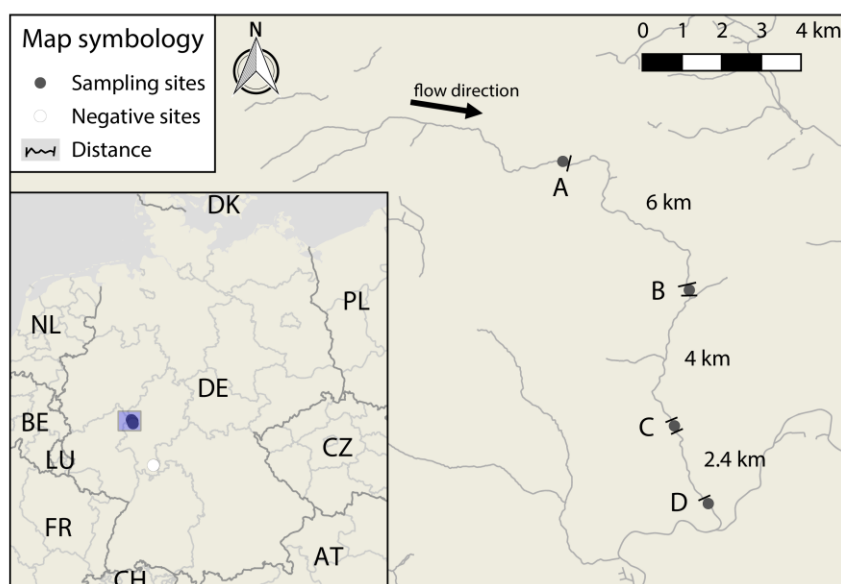 Map symbology
Sampling sites
Negative sites
Distance
N
flow direction
0 1 2 3 4 km
A
6 km
B
4 km
C
2.4 km
D
DK
PL
NL
DE
BE
LU
CZ
FR
AT
CH